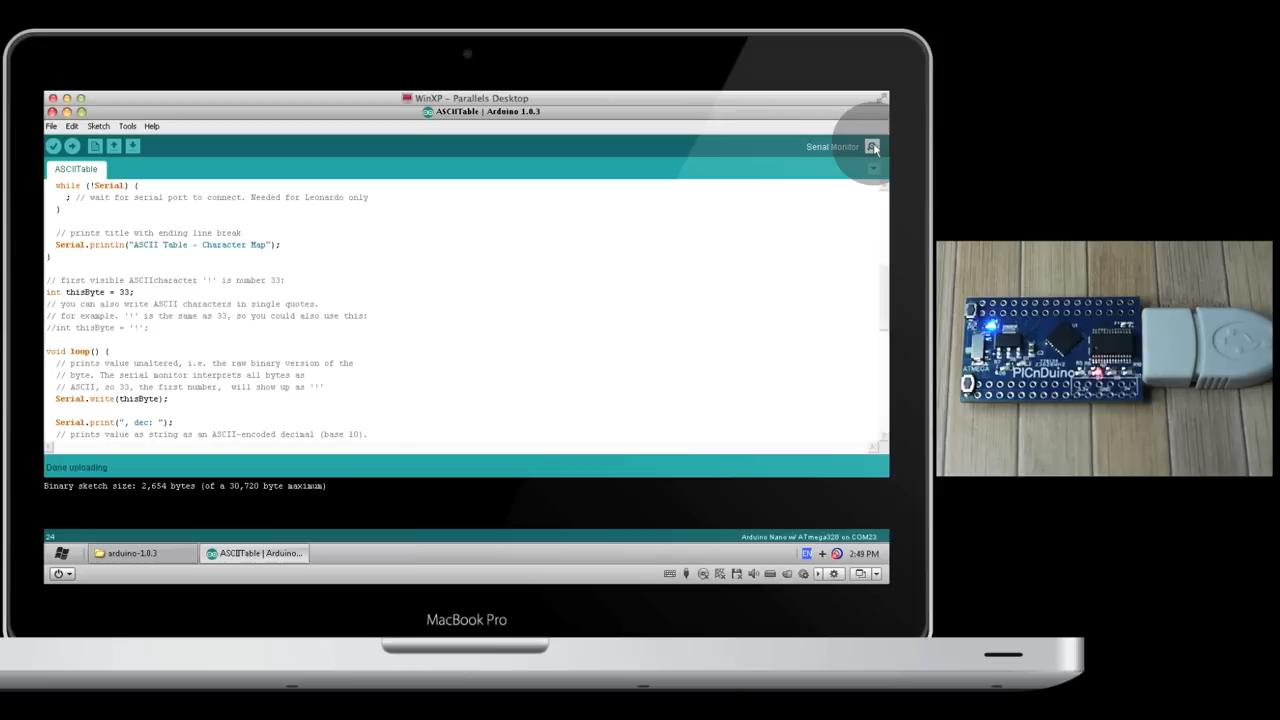 WinXP – Parallels Desktop
ASCIITable | Arduino 1.0.3
File Edit Sketch Tools Help
Serial Monitor
ASCIITable
while (!Serial) {
; // wait for serial port to connect. Needed for Leonardo only
}
// prints title with ending line break
Serial.println("ASCII Table ~ Character Map");
}
// first visible ASCIIcharacter '!' is number 33:
int thisByte = 33;
// you can also write ASCII characters in single quotes.
// for example. '!' is the same as 33, so you could also use this:
//int thisByte = '!';
void loop() {
// prints value unaltered, i.e. the raw binary version of the
// byte. The serial monitor interprets all bytes as
// ASCII, so 33, the first number,  will show up as '!'
Serial.write(thisByte);
Serial.print(", dec: ");
// prints value as string as an ASCII-encoded decimal (base 10).
Done uploading
Binary sketch size: 2,654 bytes (of a 30,720 byte maximum)
24
Arduino Nano w/ ATmega328 on COM23
arduino-1.0.3
ASCIITable | Arduino...
EN
2:49 PM
MacBook Pro
ATMEGA
PICnDuino